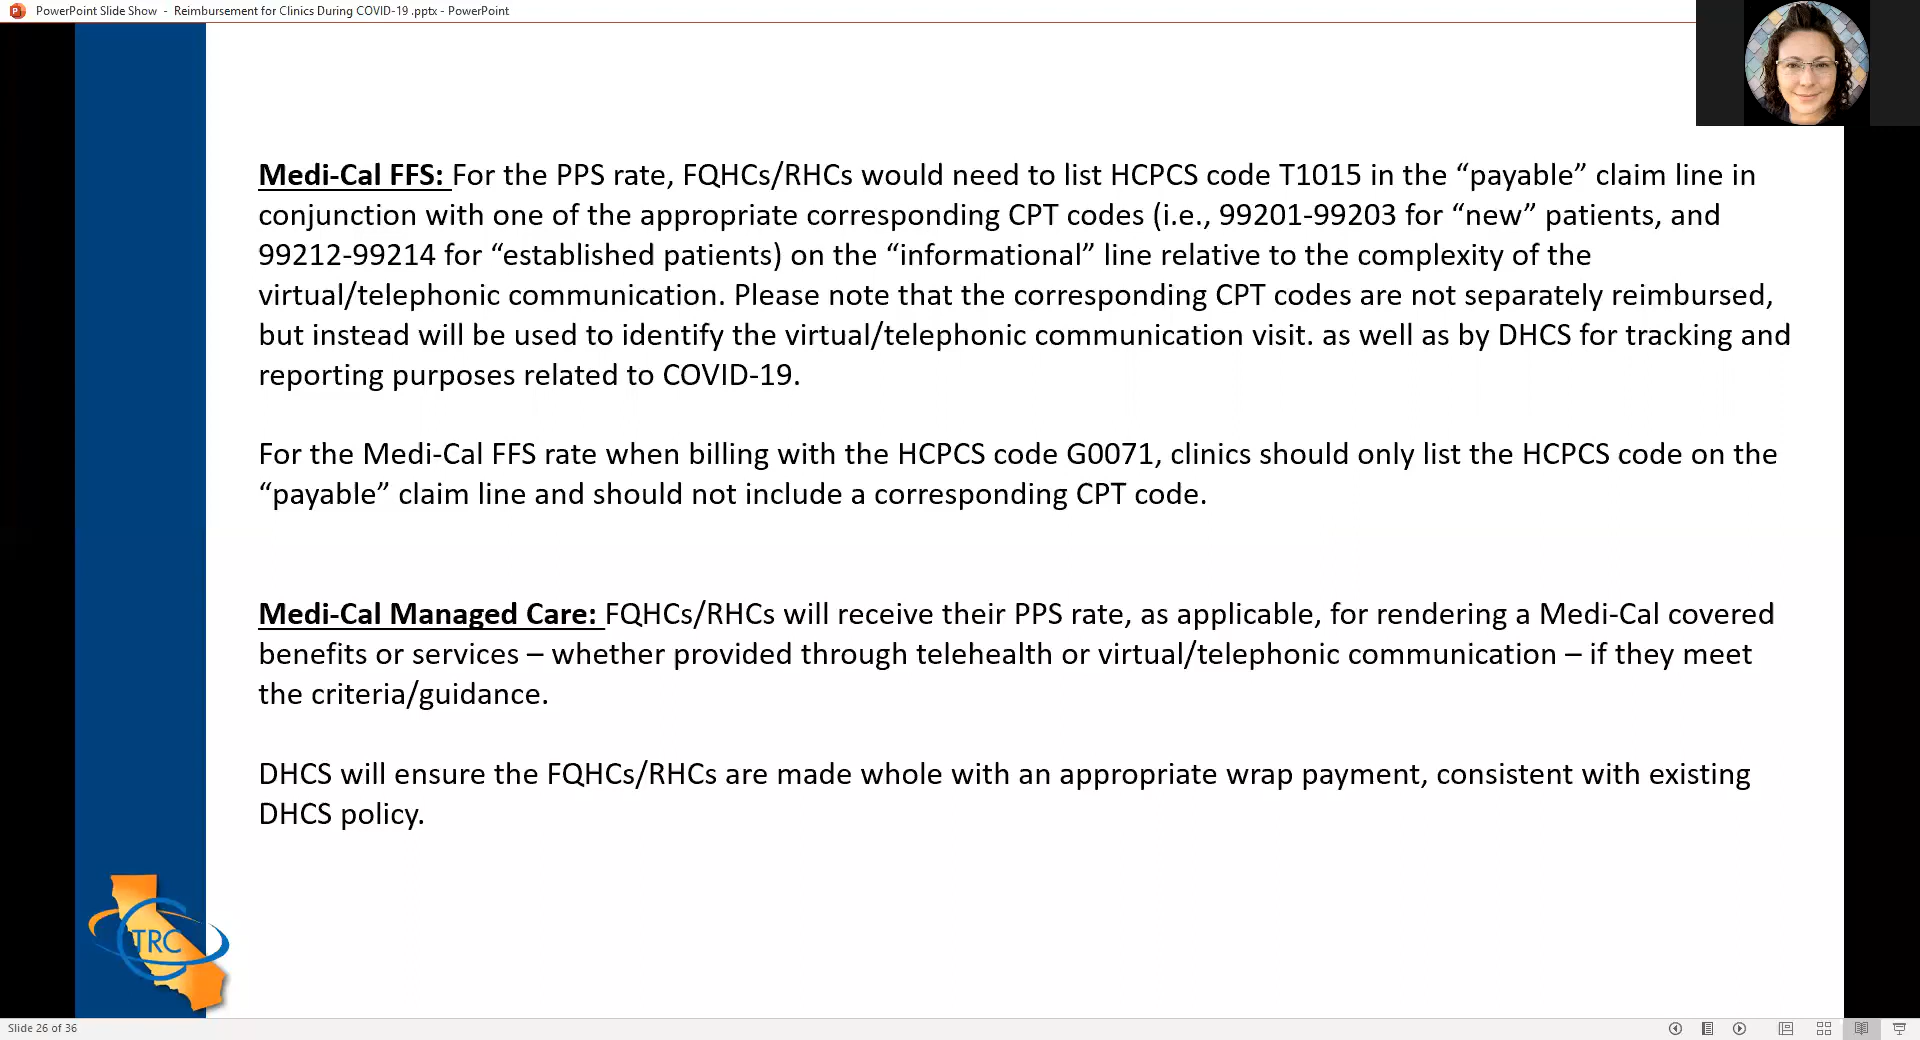 PowerPoint Slide Show - Reimbursement for Clinics During COVID-19 .pptx - PowerPoint
Medi-Cal FFS: For the PPS rate, FQHCs/RHCs would need to list HCPCS code T1015 in the “payable” claim line in
conjunction with one of the appropriate corresponding CPT codes (i.e., 99201-99203 for “new” patients, and
99212-99214 for “established patients) on the “informational” line relative to the complexity of the
virtual/telephonic communication. Please note that the corresponding CPT codes are not separately reimbursed,
but instead will be used to identify the virtual/telephonic communication visit. as well as by DHCS for tracking and
reporting purposes related to COVID-19.
For the Medi-Cal FFS rate when billing with the HCPCS code G0071, clinics should only list the HCPCS code on the
“payable” claim line and should not include a corresponding CPT code.
Medi-Cal Managed Care: FQHCs/RHCs will receive their PPS rate, as applicable, for rendering a Medi-Cal covered
benefits or services – whether provided through telehealth or virtual/telephonic communication – if they meet
the criteria/guidance.
DHCS will ensure the FQHCs/RHCs are made whole with an appropriate wrap payment, consistent with existing
DHCS policy.
TRC
Slide 26 of 36